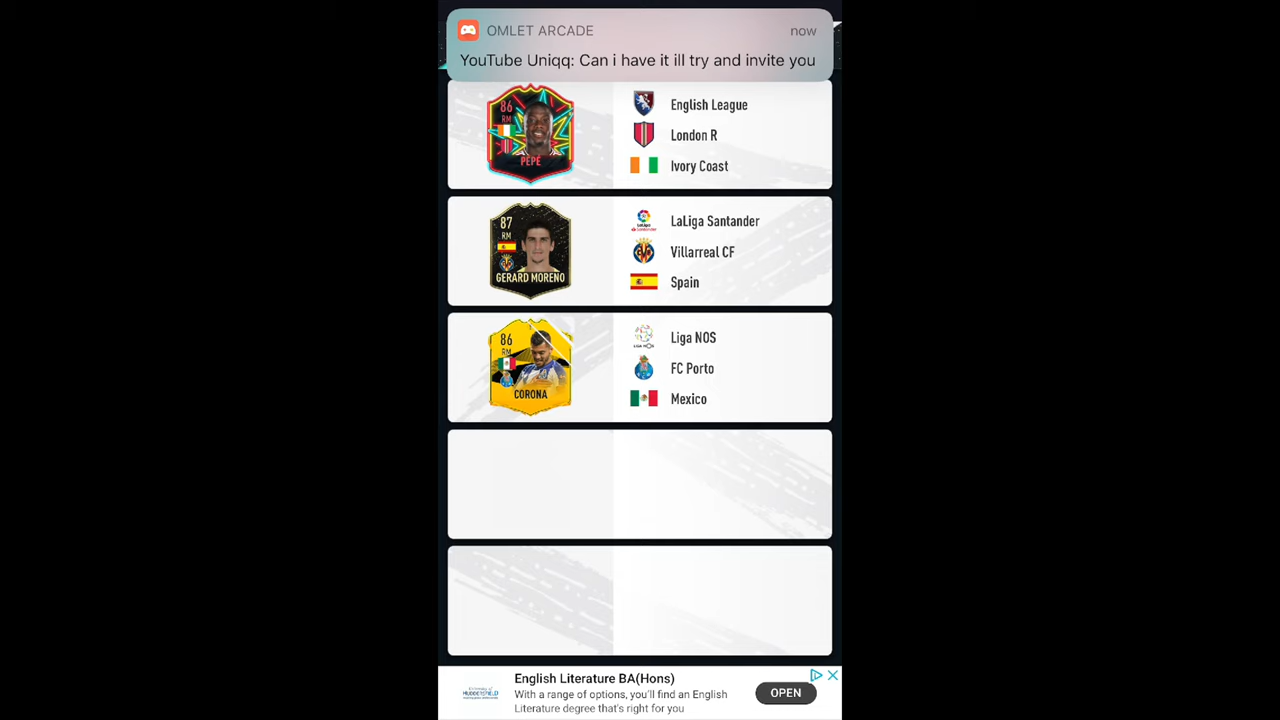 OMLET ARCADE
now
YouTube Uniqq: Can i have it ill try and invite you
86
RM
PÉPÉ
English League
London R
Ivory Coast
87
RM
GERARD MORENO
LaLiga Santander
Villarreal CF
Spain
86
RM
CORONA
Liga NOS
FC Porto
Mexico
English Literature BA(Hons)
With a range of options, you'll find an English
Literature degree that's right for you
OPEN